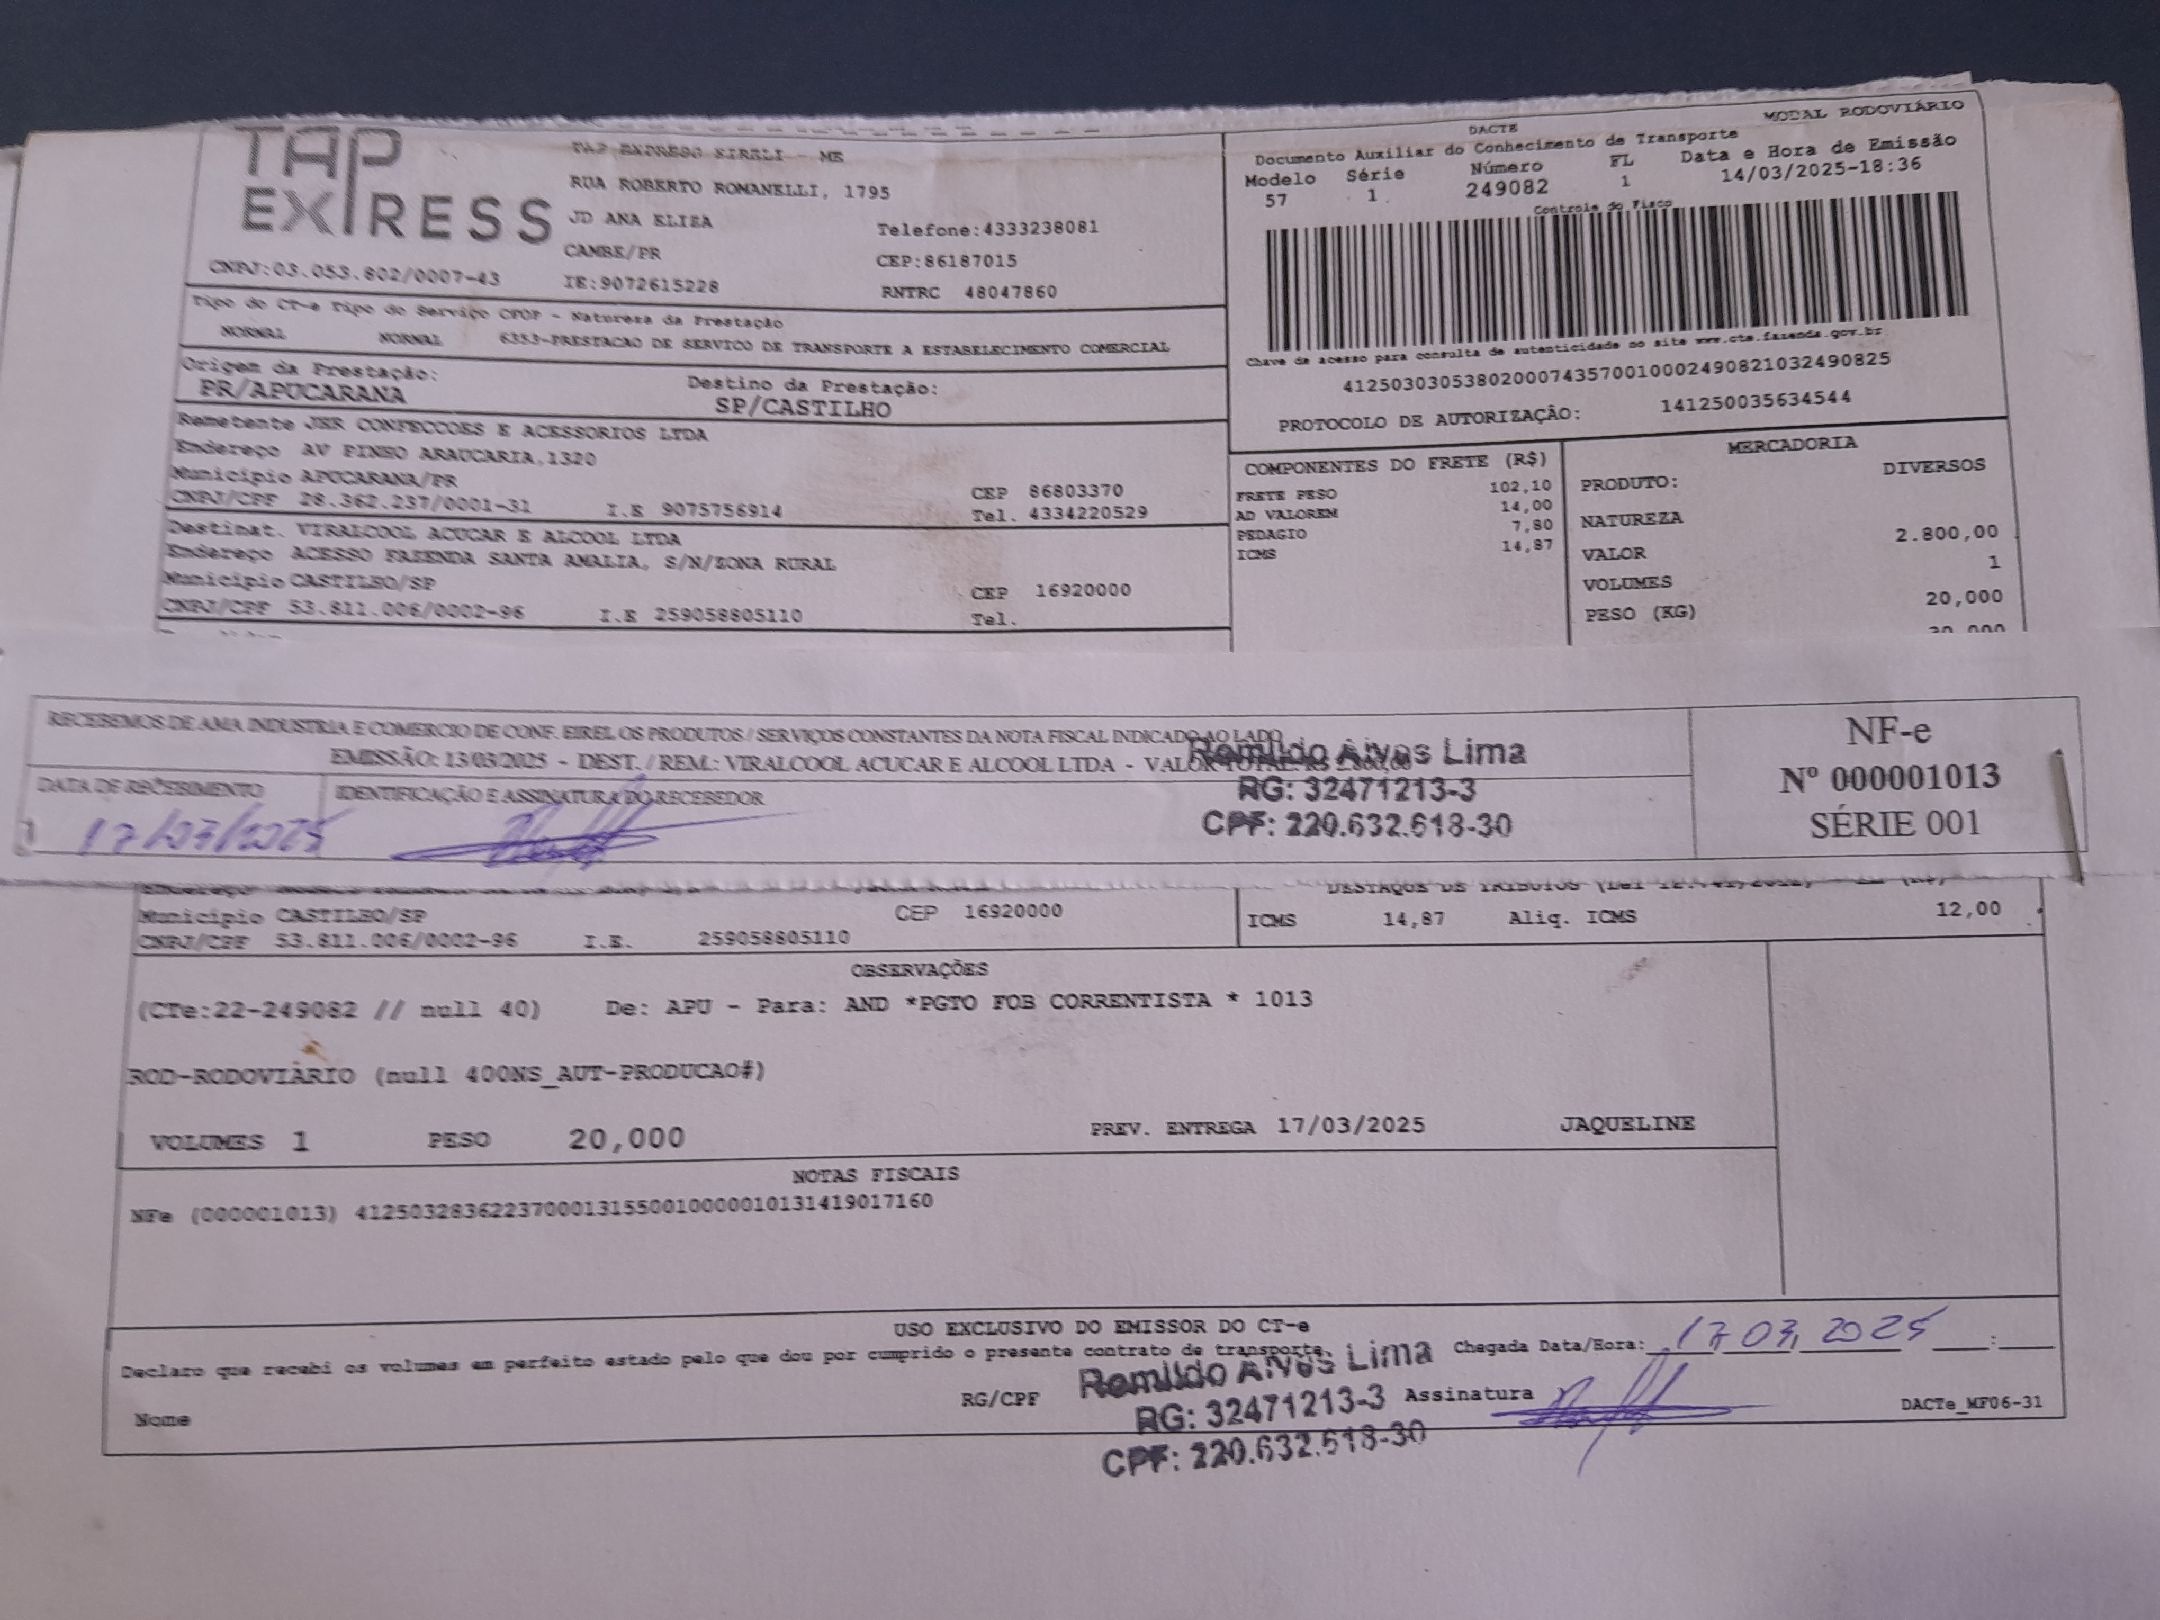 TAP
EXPRESS
TAP EXPRESO EIRELI - ME
RUA ROBERTO ROMANELLI, 1795
JD ANA ELIZA
Telefone:4333238081
CAMBE/PR
CEP:86187015
CNPJ:03.053.802/0007-43
IE:9072615228
RNTRC 48047860
MODAL RODOVIÁRIO
DACTE
Documento Auxiliar do Conhecimento de Transporte
Modelo Série Número FL Data e Hora de Emissão
57 1 249082 1 14/03/2025-18:36
Controle do Fisco
Chave de acesso para consulta de autenticidade no site www.cte.fazenda.gov.br
41250303053802000743570010002490821032490825
PROTOCOLO DE AUTORIZAÇÃO: 141250035634544
Tipo do CT-e Tipo do Serviço CFOP - Natureza da Prestação
NORMAL NORMAL 6353-PRESTACAO DE SERVICO DE TRANSPORTE A ESTABELECIMENTO COMERCIAL
Origem da Prestação: Destino da Prestação:
PR/APUCARANA SP/CASTILHO
Remetente JKR CONFECCOES E ACESSORIOS LTDA
Endereço AV PINHO ARAUCARIA,1320
Município APUCARANA/PR CEP 86803370
CNPJ/CPF 28.362.237/0001-31 I.E 9075756914 Tel. 4334220529
Destinat. VIRALCOOL ACUCAR E ALCOOL LTDA
Endereço ACESSO FAZENDA SANTA AMALIA, S/N/ZONA RURAL
Município CASTILHO/SP CEP 16920000
CNPJ/CPF 53.811.006/0002-96 I.E 259058805110 Tel.
COMPONENTES DO FRETE (R$)
FRETE PESO 102,10
AD VALOREM 14,00
PEDAGIO 7,80
ICMS 14,87
MERCADORIA
PRODUTO: DIVERSOS
NATUREZA
VALOR 2.800,00
VOLUMES 1
PESO (KG) 20,000
20,000
RECEBEMOS DE AMA INDUSTRIA E COMERCIO DE CONF. EIREL OS PRODUTOS / SERVIÇOS CONSTANTES DA NOTA FISCAL INDICADO AO LADO
EMISSÃO: 13/03/2025 - DEST. / REM.: VIRALCOOL ACUCAR E ALCOOL LTDA - VALOR TOTAL: R$ 2.800,00
DATA DE RECEBIMENTO
IDENTIFICAÇÃO E ASSINATURA DO RECEBEDOR
17/03/2025
Romildo Alves Lima
RG: 32471213-3
CPF: 220.632.618-30
NF-e
Nº 000001013
SÉRIE 001
DESTAQUE DE TRIBUTOS
Município CASTILHO/SP CEP 16920000
CNPJ/CPF 53.811.006/0002-96 I.E. 259058805110
ICMS 14,87 Aliq. ICMS 12,00
OBSERVAÇÕES
(CTe:22-249082 // null 40) De: APU - Para: AND *PGTO FOB CORRENTISTA * 1013
ROD-RODOVIÁRIO (null 400NS_AUT-PRODUCAO#)
VOLUMES 1 PESO 20,000 PREV. ENTREGA 17/03/2025 JAQUELINE
NOTAS FISCAIS
NFe (000001013) 41250328362237000131550010000010131419017160
USO EXCLUSIVO DO EMISSOR DO CT-e
Declaro que recebi os volumes em perfeito estado pelo que dou por cumprido o presente contrato de transporte. Chegada Data/Hora: 17 03, 2025 :
Romildo Alves Lima
RG: 32471213-3
CPF: 220.632.618-30
Nome RG/CPF Assinatura DACTe_MF06-31